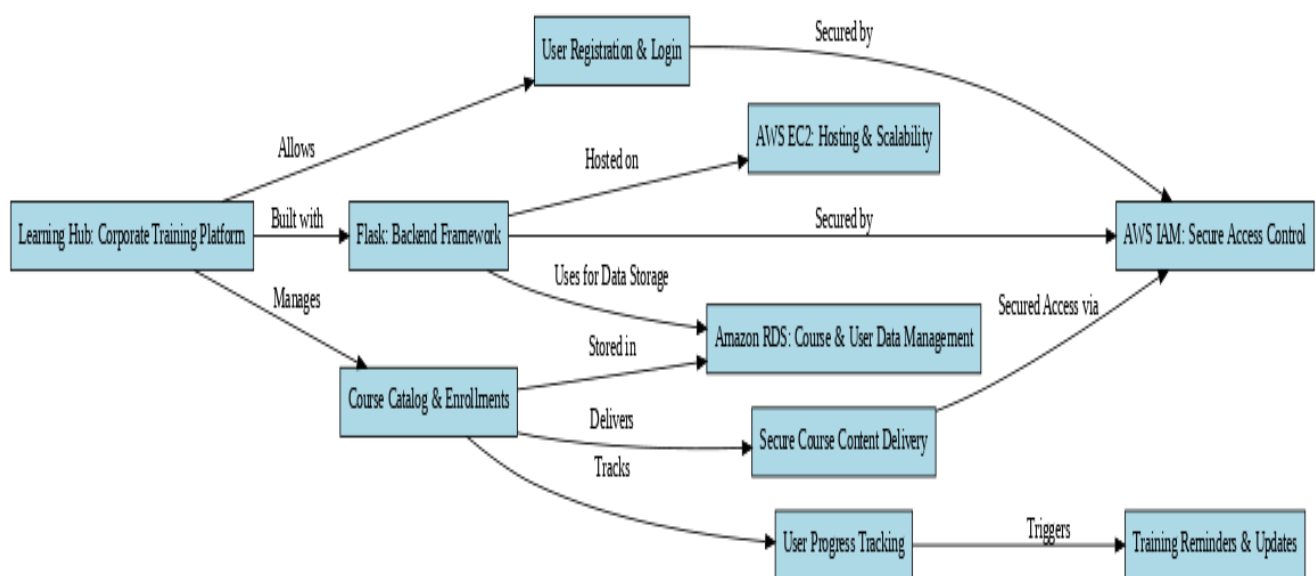 User Registration & Login
Secured by
AWS EC2: Hosting & Scalability
Allows
Hosted on
Learning Hub: Corporate Training Platform
Built with
Flask: Backend Framework
Secured by
AWS IAM: Secure Access Control
Uses for Data Storage
Manages
Secured Access via
Stored in
Amazon RDS: Course & User Data Management
Course Catalog & Enrollments
Delivers
Secure Course Content Delivery
Tracks
User Progress Tracking
Triggers
Training Reminders & Updates